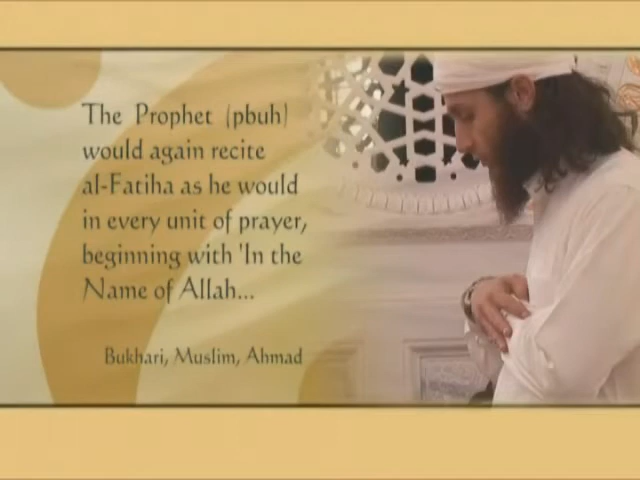 The Prophet (pbuh)
would again recite
al-Fatiha as he would
in every unit of prayer,
beginning with 'In the
Name of Allah...
Bukhari, Muslim, Ahmad